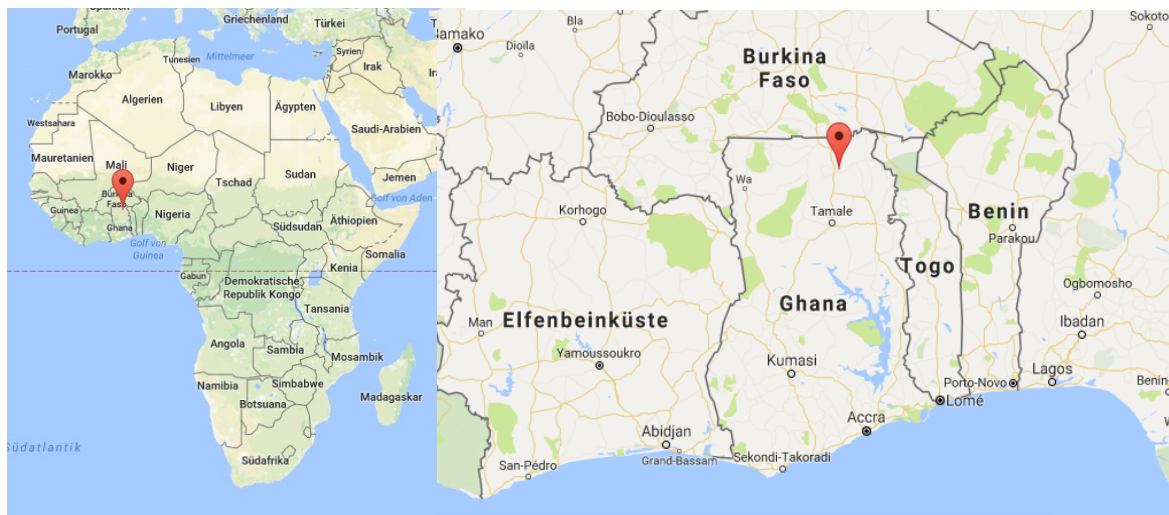 Spanien
Portugal
Griechenland
Türkei
Mittelmeer
Tunesien
Syrien
Irak
Marokko
Algerien
Libyen
Ägypten
Westsahara
Saudi-Arabien
Mauretanien
Mali
Niger
Tschad
Sudan
Jemen
Golf von Aden
Burkina
Faso
Guinea
Nigeria
Äthiopien
Ghana
Südsudan
Golf von
Guinea
Somalia
Gabun
Kenia
Demokratische
Republik Kongo
Tansania
Angola
Sambia
Mosambik
Simbabwe
Namibia
Botsuana
Madagaskar
Südatlantik
Südafrika
Bamako
Dioïla
Bla
Burkina
Faso
Sokoto
Bobo-Dioulasso
Wa
Korhogo
Tamale
Benin
Parakou
Togo
Ogbomosho
Ghana
Elfenbeinküste
Man
Ibadan
Yamoussoukro
Kumasi
Porto-Novo
Lagos
Lomé
Benin-
Accra
Abidjan
Grand-Bassam
Sekondi-Takoradi
San-Pédro